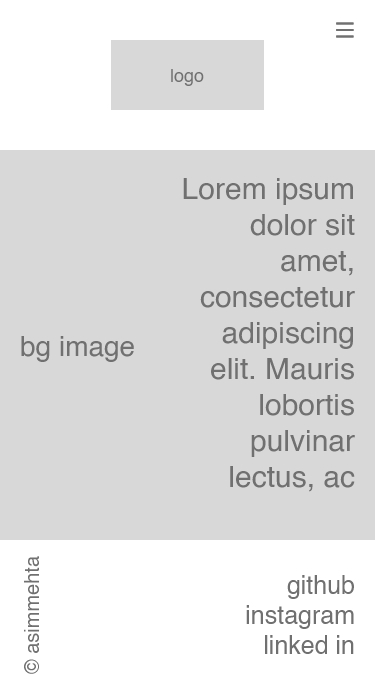 logo
Lorem ipsum
dolor sit
amet,
consectetur
adipiscing
elit. Mauris
lobortis
pulvinar
lectus, ac
bg image
© asimmehta
github
instagram
linked in